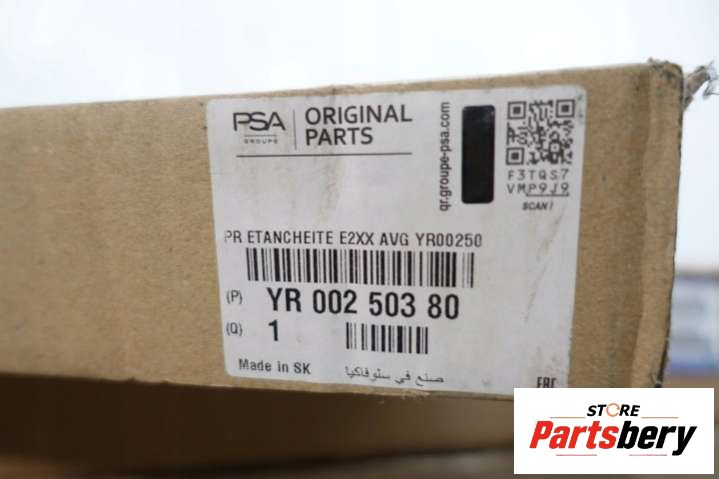 PSA
GROUPE
ORIGINAL
PARTS
qr.groupe-psa.com
F3TQS7
VMP9J9
SCAN!
PR ETANCHEITE E2XX AVG YR00250
(P) YR 002 503 80
(Q) 1
Made in SK صنع في سلوفاكيا
EAC
STORE
Partsbery